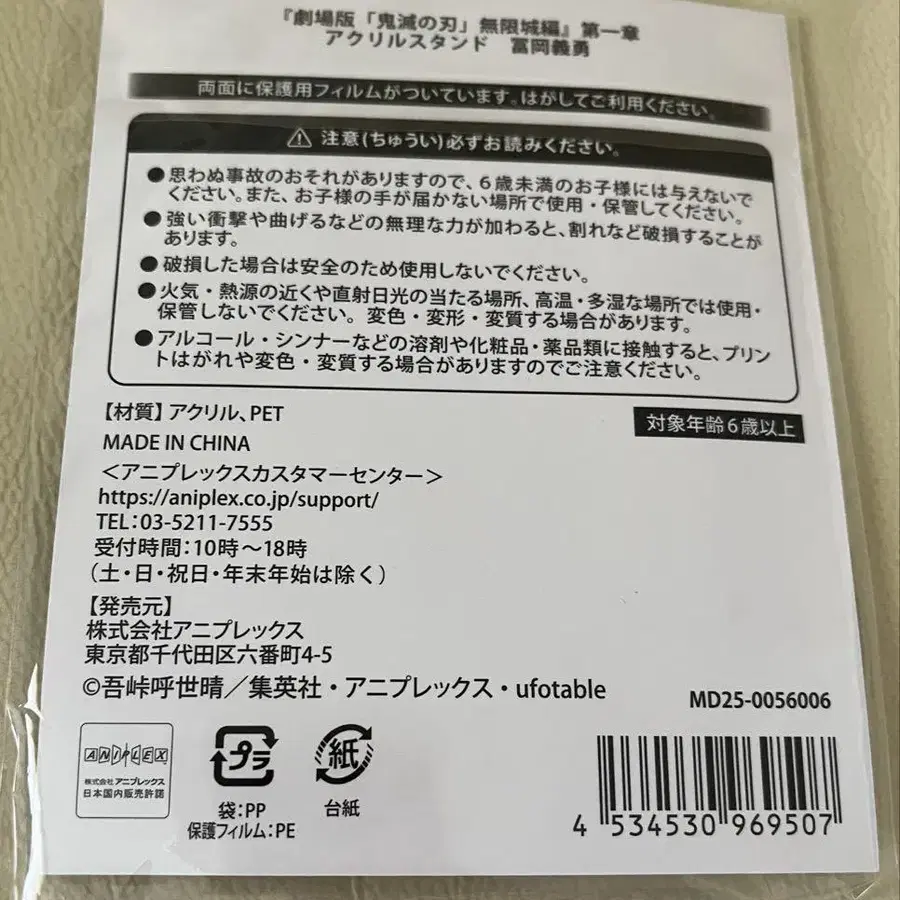 『劇場版「鬼滅の刃」無限城編』第一章
アクリルスタンド　冨岡義勇
両面に保護用フィルムがついています。はがしてご利用ください。
⚠ 注意(ちゅうい)必ずお読みください。
●思わぬ事故のおそれがありますので、6歳未満のお子様には与えないで
ください。また、お子様の手が届かない場所で使用・保管してください。
●強い衝撃や曲げるなどの無理な力が加わると、割れなど破損することが
あります。
●破損した場合は安全のため使用しないでください。
●火気・熱源の近くや直射日光の当たる場所、高温・多湿な場所では使用・
保管しないでください。変色・変形・変質する場合があります。
●アルコール・シンナーなどの溶剤や化粧品・薬品類に接触すると、プリン
トはがれや変色・変質する場合がありますのでご注意ください。
【材質】アクリル、PET
対象年齢6歳以上
MADE IN CHINA
＜アニプレックスカスタマーセンター＞
https://aniplex.co.jp/support/
TEL：03-5211-7555
受付時間：10時～18時
（土・日・祝日・年末年始は除く）
【発売元】
株式会社アニプレックス
東京都千代田区六番町4-5
©吾峠呼世晴／集英社・アニプレックス・ufotable
MD25-0056006
ANIPLEX
株式会社アニプレックス
日本国内販売許諾
プラ
袋：PP
保護フィルム：PE
紙
台紙
4 534530 969507